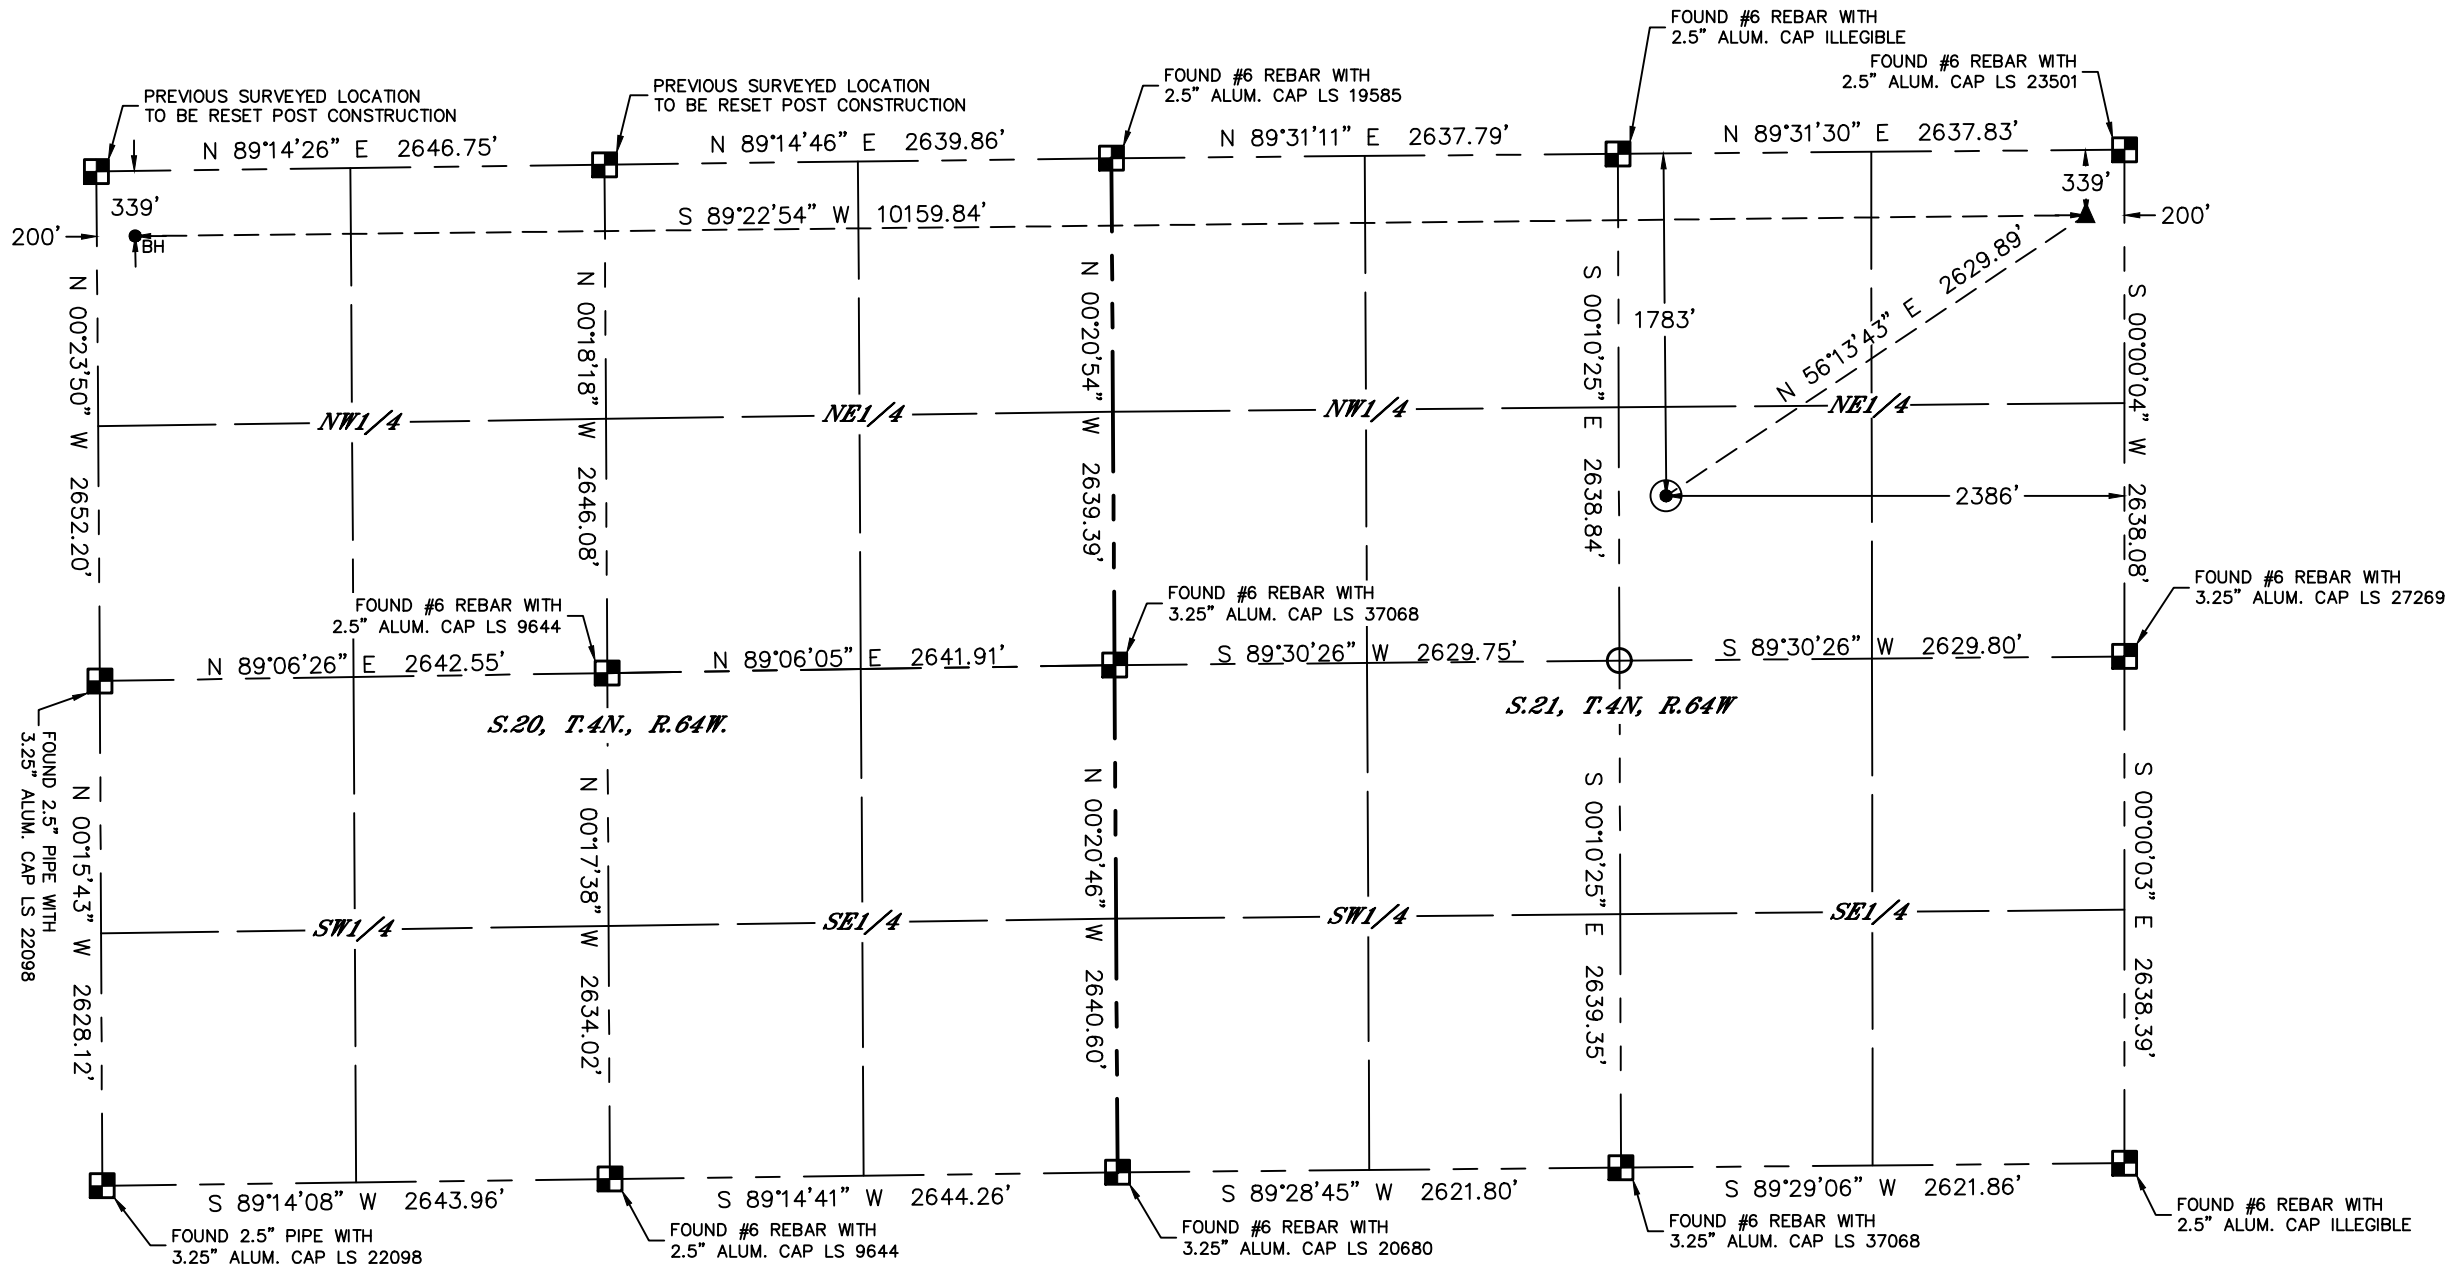 FOUND #6 REBAR WITH
2.5" ALUM. CAP ILLEGIBLE
FOUND #6 REBAR WITH
2.5" ALUM. CAP LS 23501
FOUND #6 REBAR WITH
2.5" ALUM. CAP LS 19585
PREVIOUS SURVEYED LOCATION
TO BE RESET POST CONSTRUCTION
PREVIOUS SURVEYED LOCATION
TO BE RESET POST CONSTRUCTION
N 89°14'26" E 2646.75'
N 89°14'46" E 2639.86'
N 89°31'11" E 2637.79'
N 89°31'30" E 2637.83'
339'
339'
200'
BH
S 89°22'54" W 10159.84'
200'
N 00°23'50" W 2652.20'
N 00°18'18" W 2646.08'
N 00°20'54" W 2639.39'
S 00°10'25" E 2638.84'
1783'
N 56°13'43" E 2629.89'
S 00°00'04" W 2638.08'
NW1/4
NE1/4
NW1/4
NE1/4
2386'
FOUND #6 REBAR WITH
2.5" ALUM. CAP LS 9644
FOUND #6 REBAR WITH
3.25" ALUM. CAP LS 37068
FOUND #6 REBAR WITH
3.25" ALUM. CAP LS 27269
N 89°06'26" E 2642.55'
N 89°06'05" E 2641.91'
S 89°30'26" W 2629.75'
S 89°30'26" W 2629.80'
S.20, T.4N., R.64W.
S.21, T.4N, R.64W
FOUND 2.5" PIPE WITH
3.25" ALUM. CAP LS 22098
N 00°15'43" W 2628.12'
N 00°17'38" W 2634.02'
N 00°20'46" W 2640.60'
S 00°10'25" E 2639.35'
S 00°00'03" E 2638.39'
SW1/4
SE1/4
SW1/4
SE1/4
S 89°14'08" W 2643.96'
S 89°14'41" W 2644.26'
S 89°28'45" W 2621.80'
S 89°29'06" W 2621.86'
FOUND 2.5" PIPE WITH
3.25" ALUM. CAP LS 22098
FOUND #6 REBAR WITH
2.5" ALUM. CAP LS 9644
FOUND #6 REBAR WITH
3.25" ALUM. CAP LS 20680
FOUND #6 REBAR WITH
3.25" ALUM. CAP LS 37068
FOUND #6 REBAR WITH
2.5" ALUM. CAP ILLEGIBLE